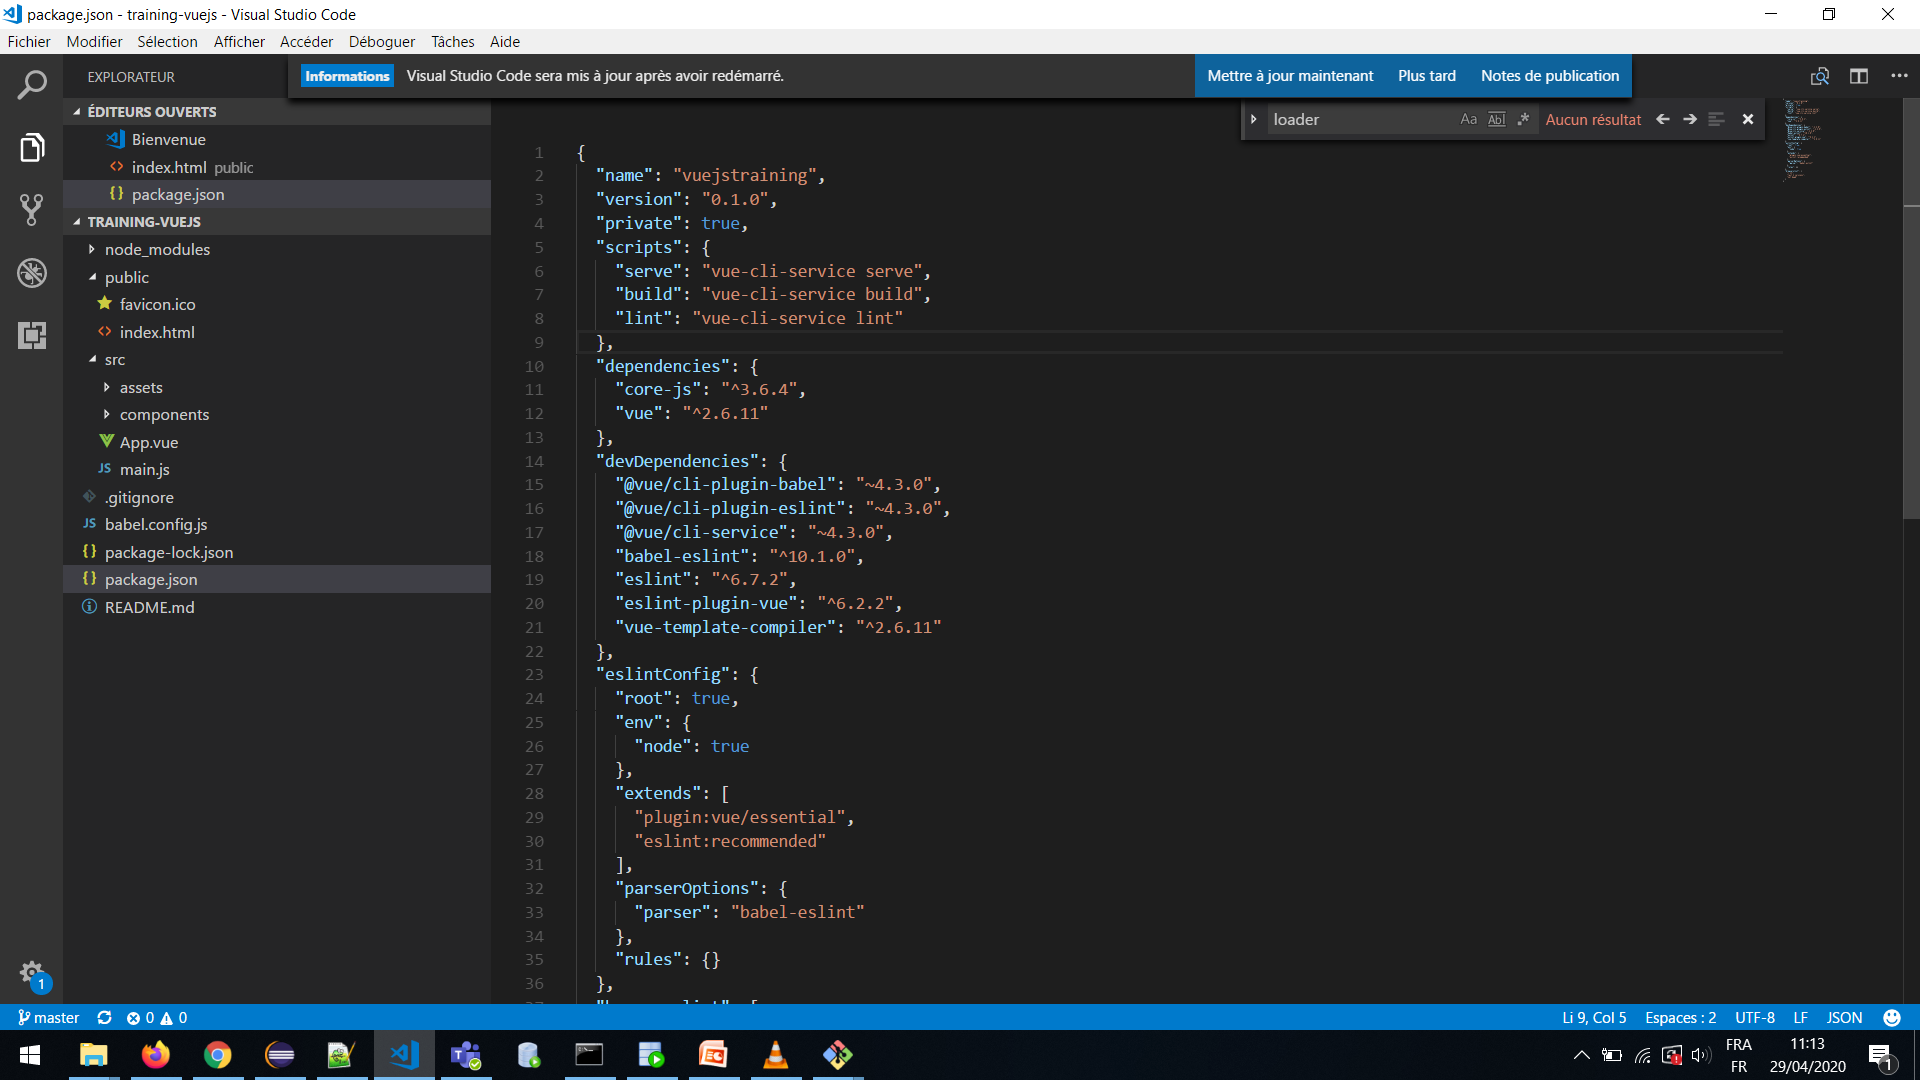 package.json - training-vuejs - Visual Studio Code
Fichier Modifier Sélection Afficher Accéder Déboguer Tâches Aide
EXPLORATEUR
Informations Visual Studio Code sera mis à jour après avoir redémarré. Mettre à jour maintenant Plus tard Notes de publication
ÉDITEURS OUVERTS
Bienvenue
index.html public
package.json
TRAINING-VUEJS
node_modules
public
favicon.ico
index.html
src
assets
components
App.vue
main.js
.gitignore
babel.config.js
package-lock.json
package.json
README.md
loader Aa Abl .* Aucun résultat
1 {
2 "name": "vuejstraining",
3 "version": "0.1.0",
4 "private": true,
5 "scripts": {
6 "serve": "vue-cli-service serve",
7 "build": "vue-cli-service build",
8 "lint": "vue-cli-service lint"
9 },
10 "dependencies": {
11 "core-js": "^3.6.4",
12 "vue": "^2.6.11"
13 },
14 "devDependencies": {
15 "@vue/cli-plugin-babel": "~4.3.0",
16 "@vue/cli-plugin-eslint": "~4.3.0",
17 "@vue/cli-service": "~4.3.0",
18 "babel-eslint": "^10.1.0",
19 "eslint": "^6.7.2",
20 "eslint-plugin-vue": "^6.2.2",
21 "vue-template-compiler": "^2.6.11"
22 },
23 "eslintConfig": {
24 "root": true,
25 "env": {
26 "node": true
27 },
28 "extends": [
29 "plugin:vue/essential",
30 "eslint:recommended"
31 ],
32 "parserOptions": {
33 "parser": "babel-eslint"
34 },
35 "rules": {}
36 },
1
master 0 0 Li 9, Col 5 Espaces : 2 UTF-8 LF JSON
FRA
FR
11:13
29/04/2020
1